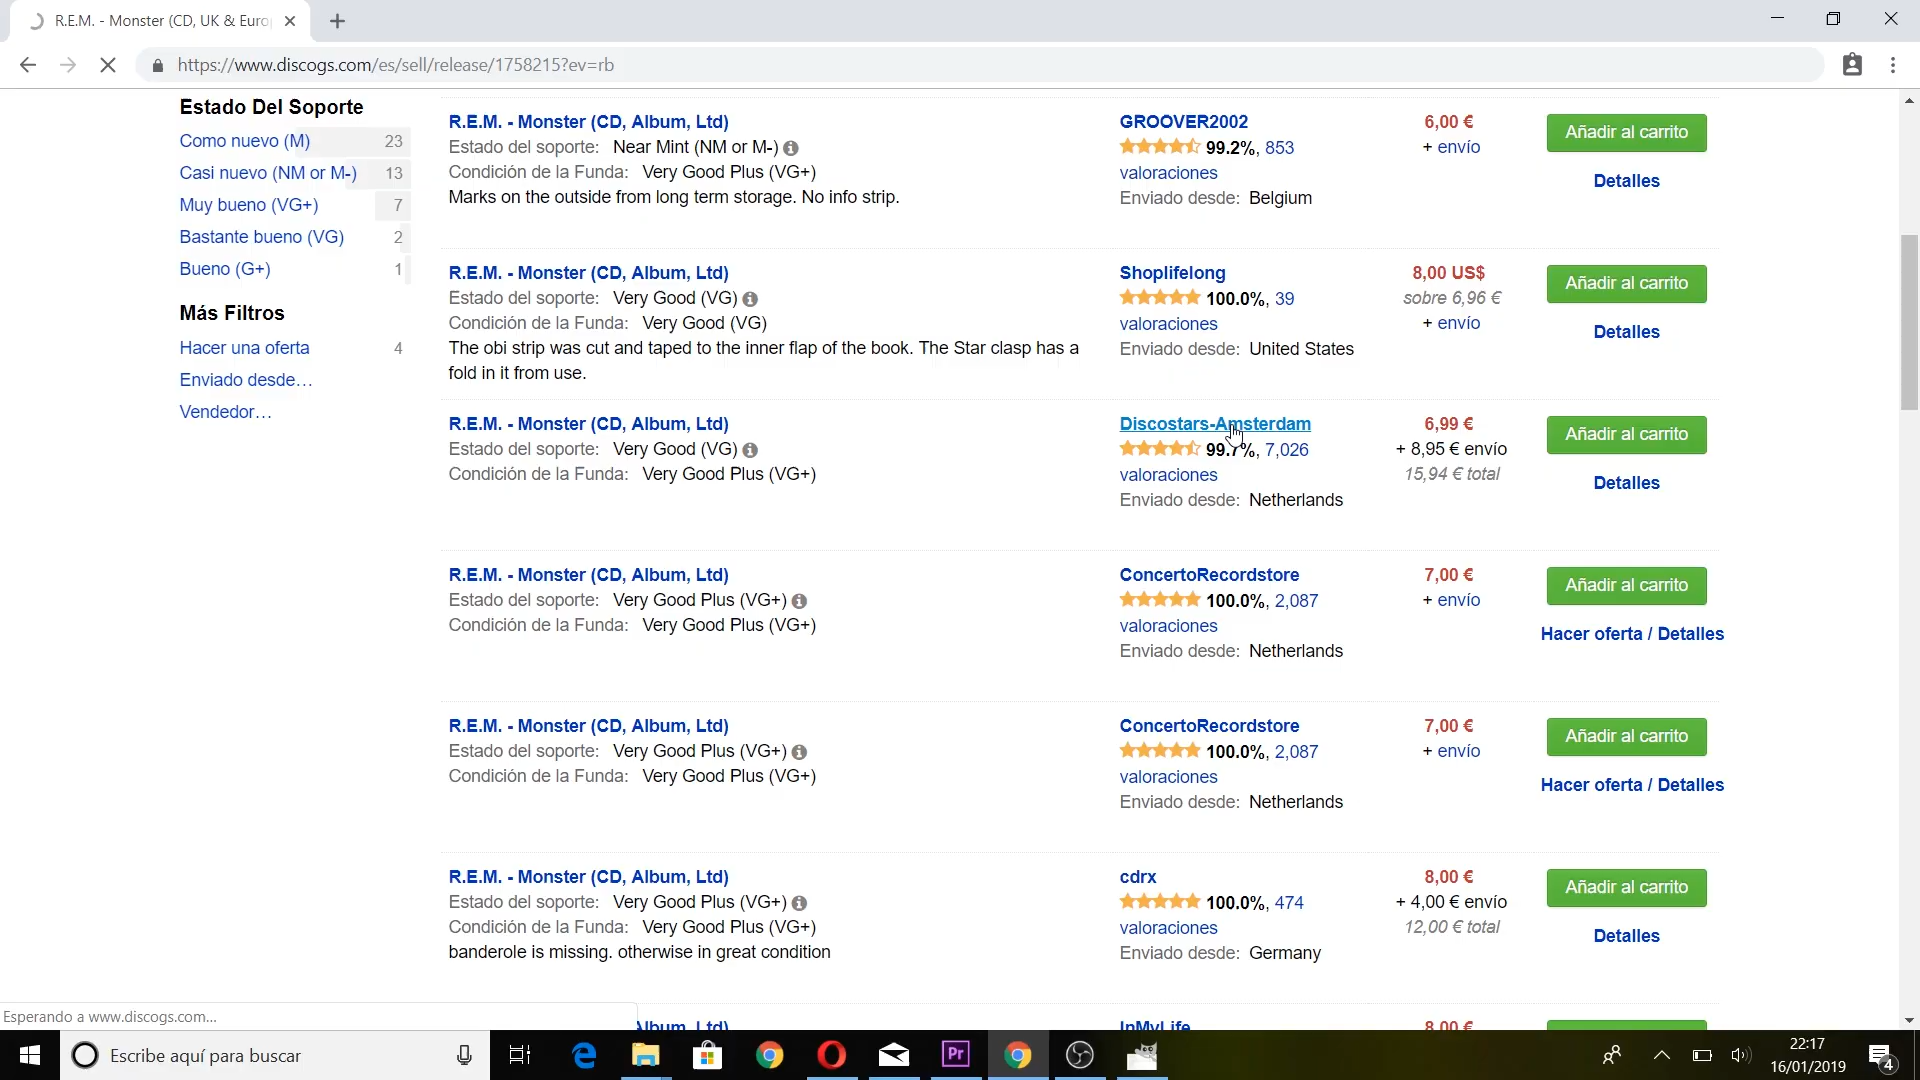 R.E.M. - Monster (CD, UK & Euro
https://www.discogs.com/es/sell/release/1758215?ev=rb
Estado Del Soporte
Como nuevo (M) 23
Casi nuevo (NM or M-) 13
Muy bueno (VG+) 7
Bastante bueno (VG) 2
Bueno (G+) 1
Más Filtros
Hacer una oferta 4
Enviado desde…
Vendedor…
R.E.M. - Monster (CD, Album, Ltd)
Estado del soporte: Near Mint (NM or M-)
Condición de la Funda: Very Good Plus (VG+)
Marks on the outside from long term storage. No info strip.
GROOVER2002
99.2%, 853
valoraciones
Enviado desde: Belgium
6,00 €
+ envío
Añadir al carrito
Detalles
R.E.M. - Monster (CD, Album, Ltd)
Estado del soporte: Very Good (VG)
Condición de la Funda: Very Good (VG)
The obi strip was cut and taped to the inner flap of the book. The Star clasp has a
fold in it from use.
Shoplifelong
100.0%, 39
valoraciones
Enviado desde: United States
8,00 US$
sobre 6,96 €
+ envío
Añadir al carrito
Detalles
R.E.M. - Monster (CD, Album, Ltd)
Estado del soporte: Very Good (VG)
Condición de la Funda: Very Good Plus (VG+)
Discostars-Amsterdam
99.7%, 7,026
valoraciones
Enviado desde: Netherlands
6,99 €
+ 8,95 € envío
15,94 € total
Añadir al carrito
Detalles
R.E.M. - Monster (CD, Album, Ltd)
Estado del soporte: Very Good Plus (VG+)
Condición de la Funda: Very Good Plus (VG+)
ConcertoRecordstore
100.0%, 2,087
valoraciones
Enviado desde: Netherlands
7,00 €
+ envío
Añadir al carrito
Hacer oferta / Detalles
R.E.M. - Monster (CD, Album, Ltd)
Estado del soporte: Very Good Plus (VG+)
Condición de la Funda: Very Good Plus (VG+)
ConcertoRecordstore
100.0%, 2,087
valoraciones
Enviado desde: Netherlands
7,00 €
+ envío
Añadir al carrito
Hacer oferta / Detalles
R.E.M. - Monster (CD, Album, Ltd)
Estado del soporte: Very Good Plus (VG+)
Condición de la Funda: Very Good Plus (VG+)
banderole is missing. otherwise in great condition
cdrx
100.0%, 474
valoraciones
Enviado desde: Germany
8,00 €
+ 4,00 € envío
12,00 € total
Añadir al carrito
Detalles
Album, Ltd)
InMyLife
8,00 €
Esperando a www.discogs.com...
Escribe aquí para buscar
Pr
22:17
16/01/2019
4